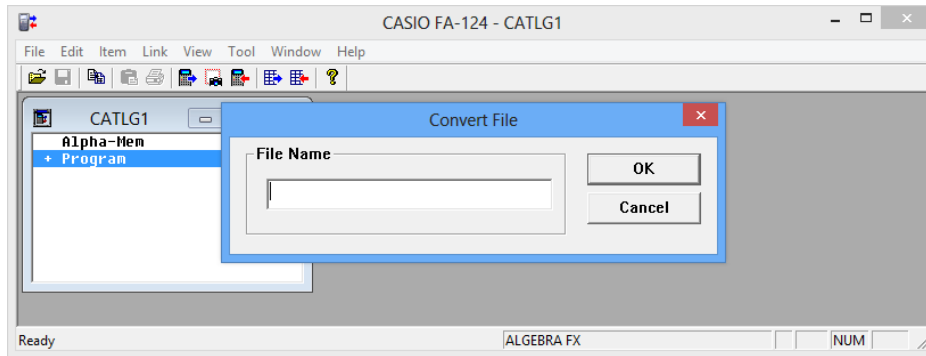 CASIO FA-124 - CATLG1
File Edit Item Link View Tool Window Help
CATLG1
Alpha-Mem
+ Program
Convert File
File Name
OK
Cancel
Ready
ALGEBRA FX
NUM